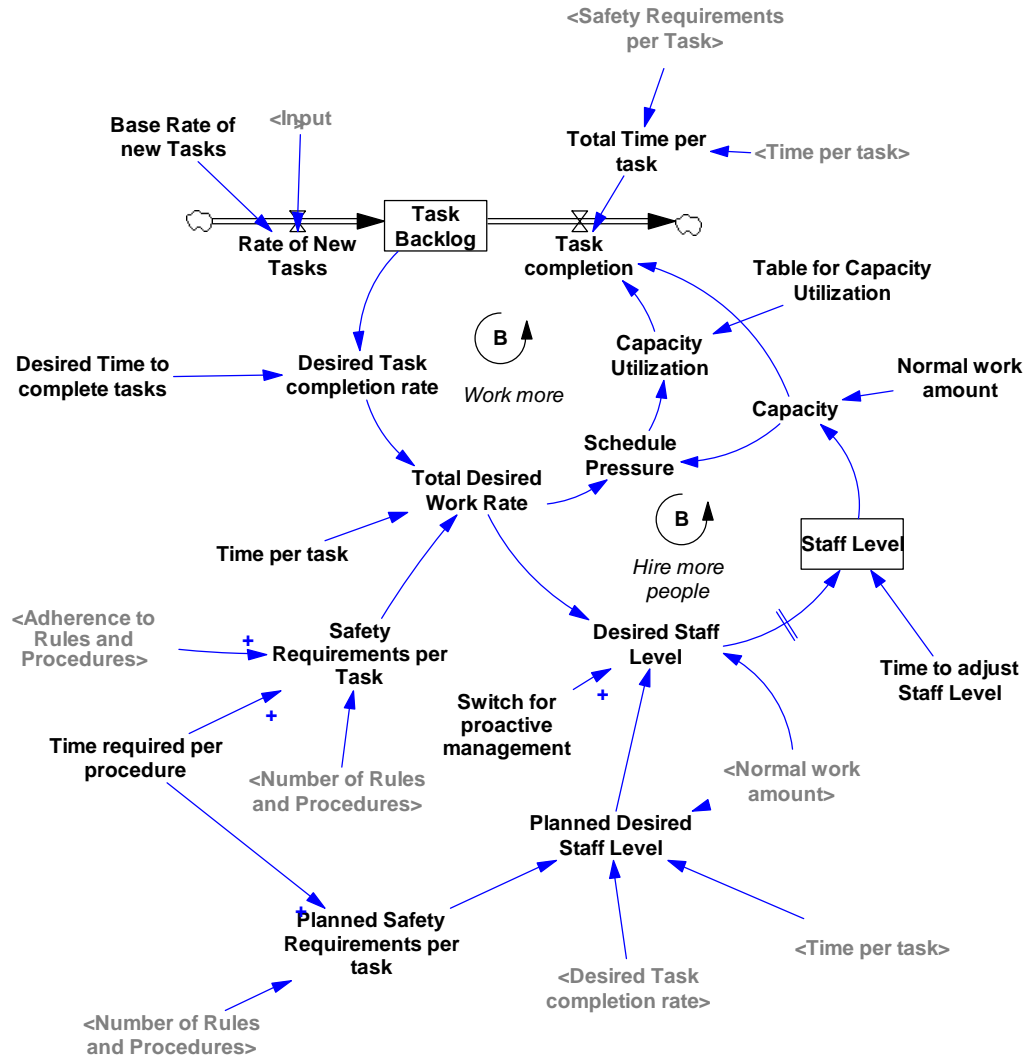 <Safety Requirements
per Task>
Base Rate of
new Tasks
<Input
>
Total Time per
task
<Time per task>
Task
Backlog
Rate of New
Tasks
Task
completion
Table for Capacity
Utilization
B
Work more
Capacity
Utilization
Desired Time to
complete tasks
Desired Task
completion rate
Normal work
amount
Capacity
Schedule
Pressure
Total Desired
Work Rate
B
Hire more
people
Time per task
Staff Level
<Adherence to
Rules and
Procedures>
+
Safety
Requirements per
Task
Desired Staff
Level
Time to adjust
Staff Level
+
Switch for
proactive
management
+
Time required per
procedure
<Number of Rules
and Procedures>
<Normal work
amount>
Planned Desired
Staff Level
+
Planned Safety
Requirements per
task
<Time per task>
<Desired Task
completion rate>
<Number of Rules
and Procedures>